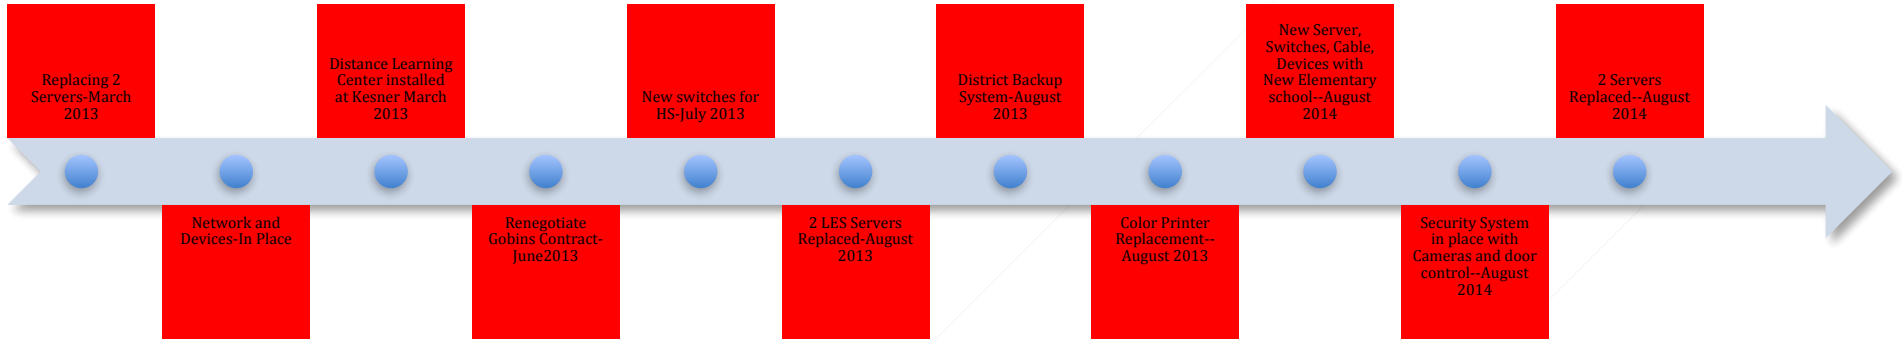 Replacing 2
Servers-March
2013
Network and
Devices-In Place
Distance Learning
Center installed
at Kesner March
2013
Renegotiate
Gobins Contract-
June2013
New switches for
HS-July 2013
2 LES Servers
Replaced-August
2013
District Backup
System-August
2013
Color Printer
Replacement--
August 2013
New Server,
Switches, Cable,
Devices with
New Elementary
school--August
2014
Security System
in place with
Cameras and door
control--August
2014
2 Servers
Replaced--August
2014